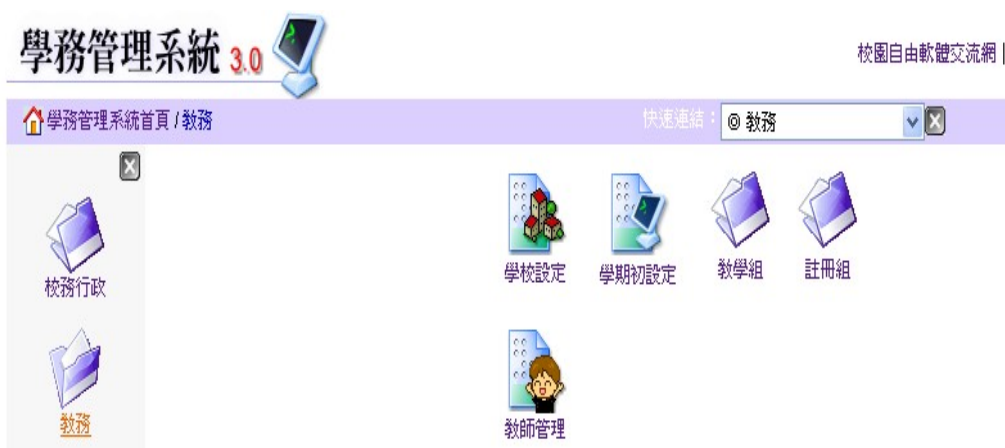 學務管理系統 3.0
校園自由軟體交流網 |
學務管理系統首頁 / 教務
快速連結：
◎ 教務
校務行政
教務
學校設定
學期初設定
教學組
註冊組
教師管理